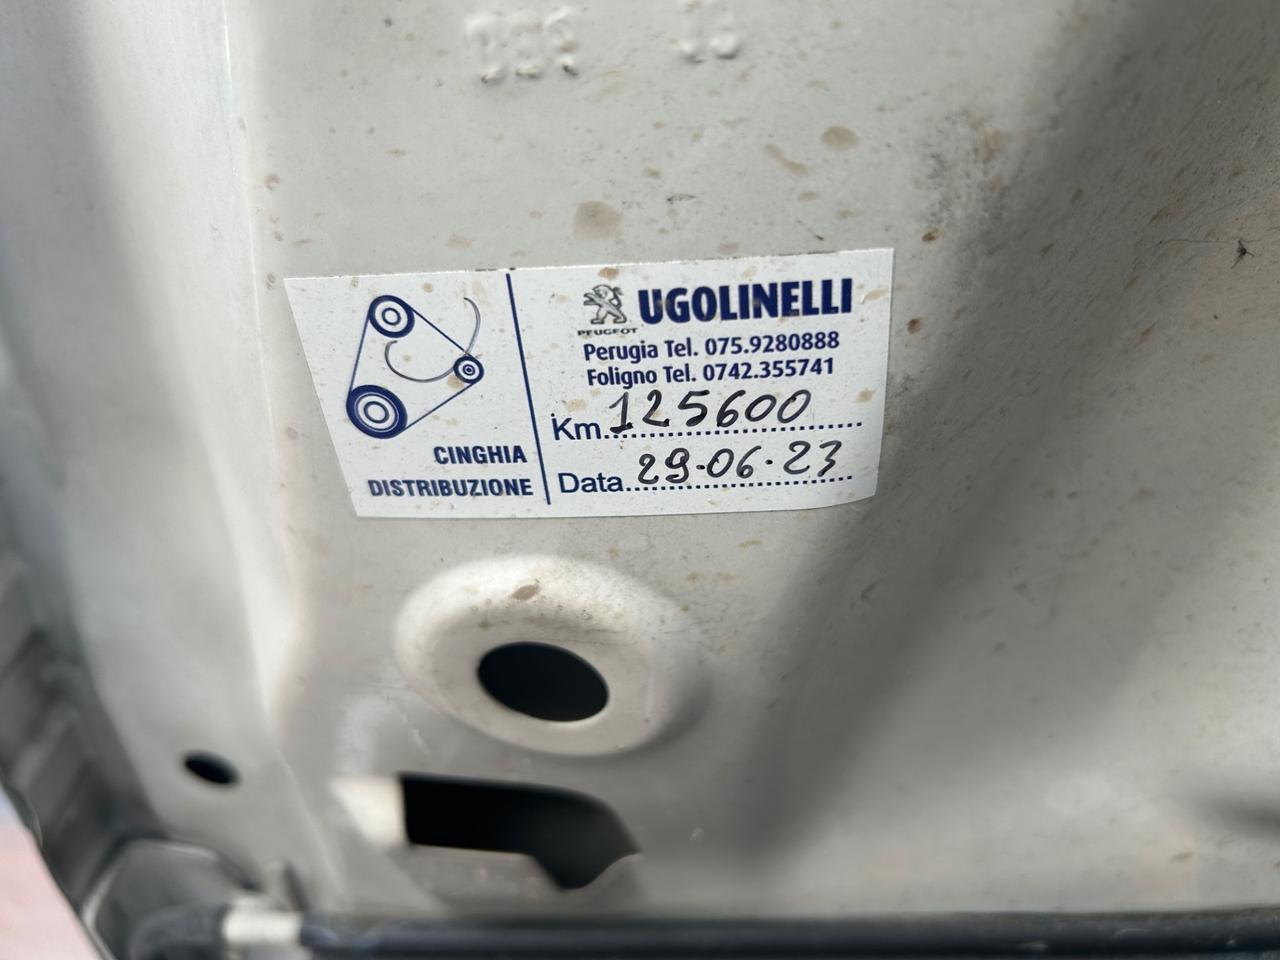 UGOLINELLI
PEUGEOT
Perugia Tel. 075.9280888
Foligno Tel. 0742.355741
Km. 125600
Data 29-06-23
CINGHIA
DISTRIBUZIONE